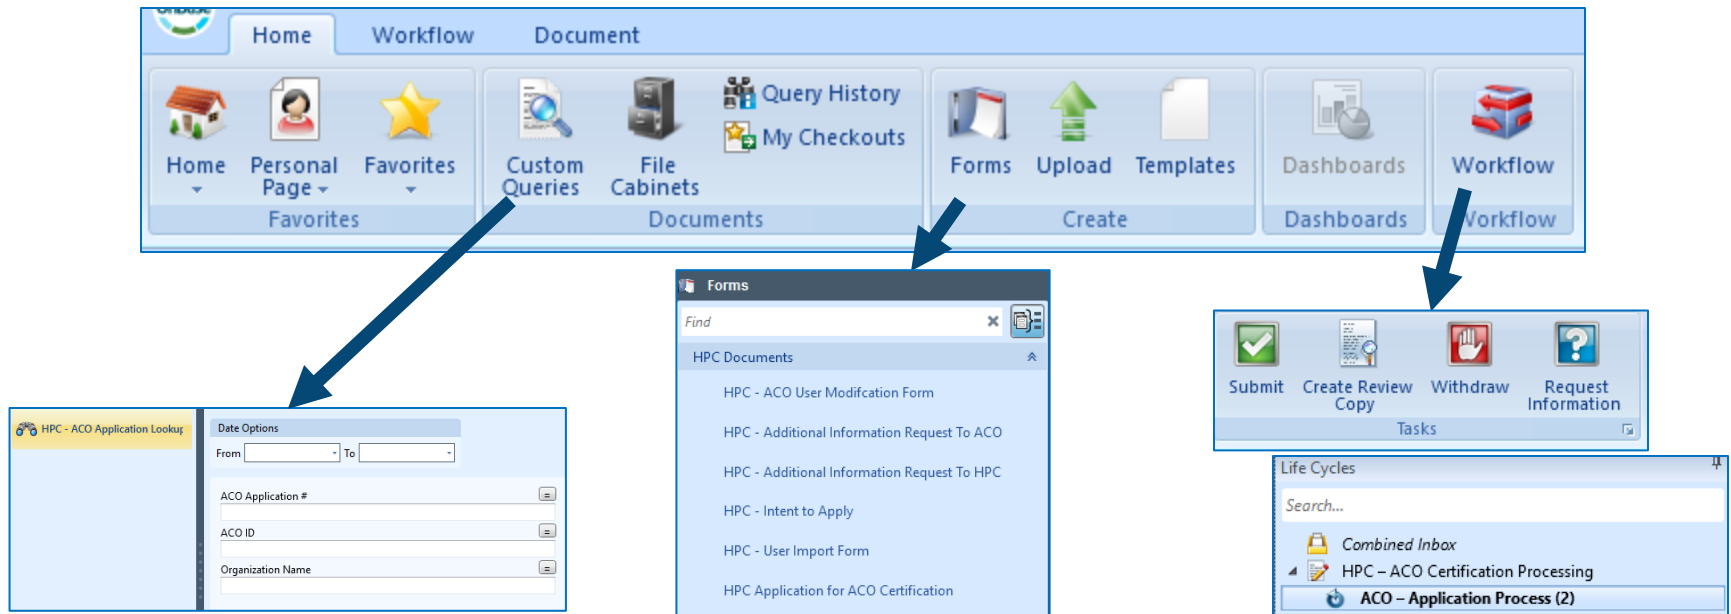 Home Workflow Document
Home Personal Page Favorites
Favorites
Custom Queries File Cabinets Query History My Checkouts
Documents
Forms Upload Templates
Create
Dashboards
Dashboards
Workflow
Workflow
HPC - ACO Application Lookup
Date Options
From To
ACO Application #
=
ACO ID
=
Organization Name
=
Forms
Find
HPC Documents
HPC - ACO User Modifcation Form
HPC - Additional Information Request To ACO
HPC - Additional Information Request To HPC
HPC - Intent to Apply
HPC - User Import Form
HPC Application for ACO Certification
Submit Create Review Copy Withdraw Request Information
Tasks
Life Cycles
Search...
Combined Inbox
HPC – ACO Certification Processing
ACO – Application Process (2)